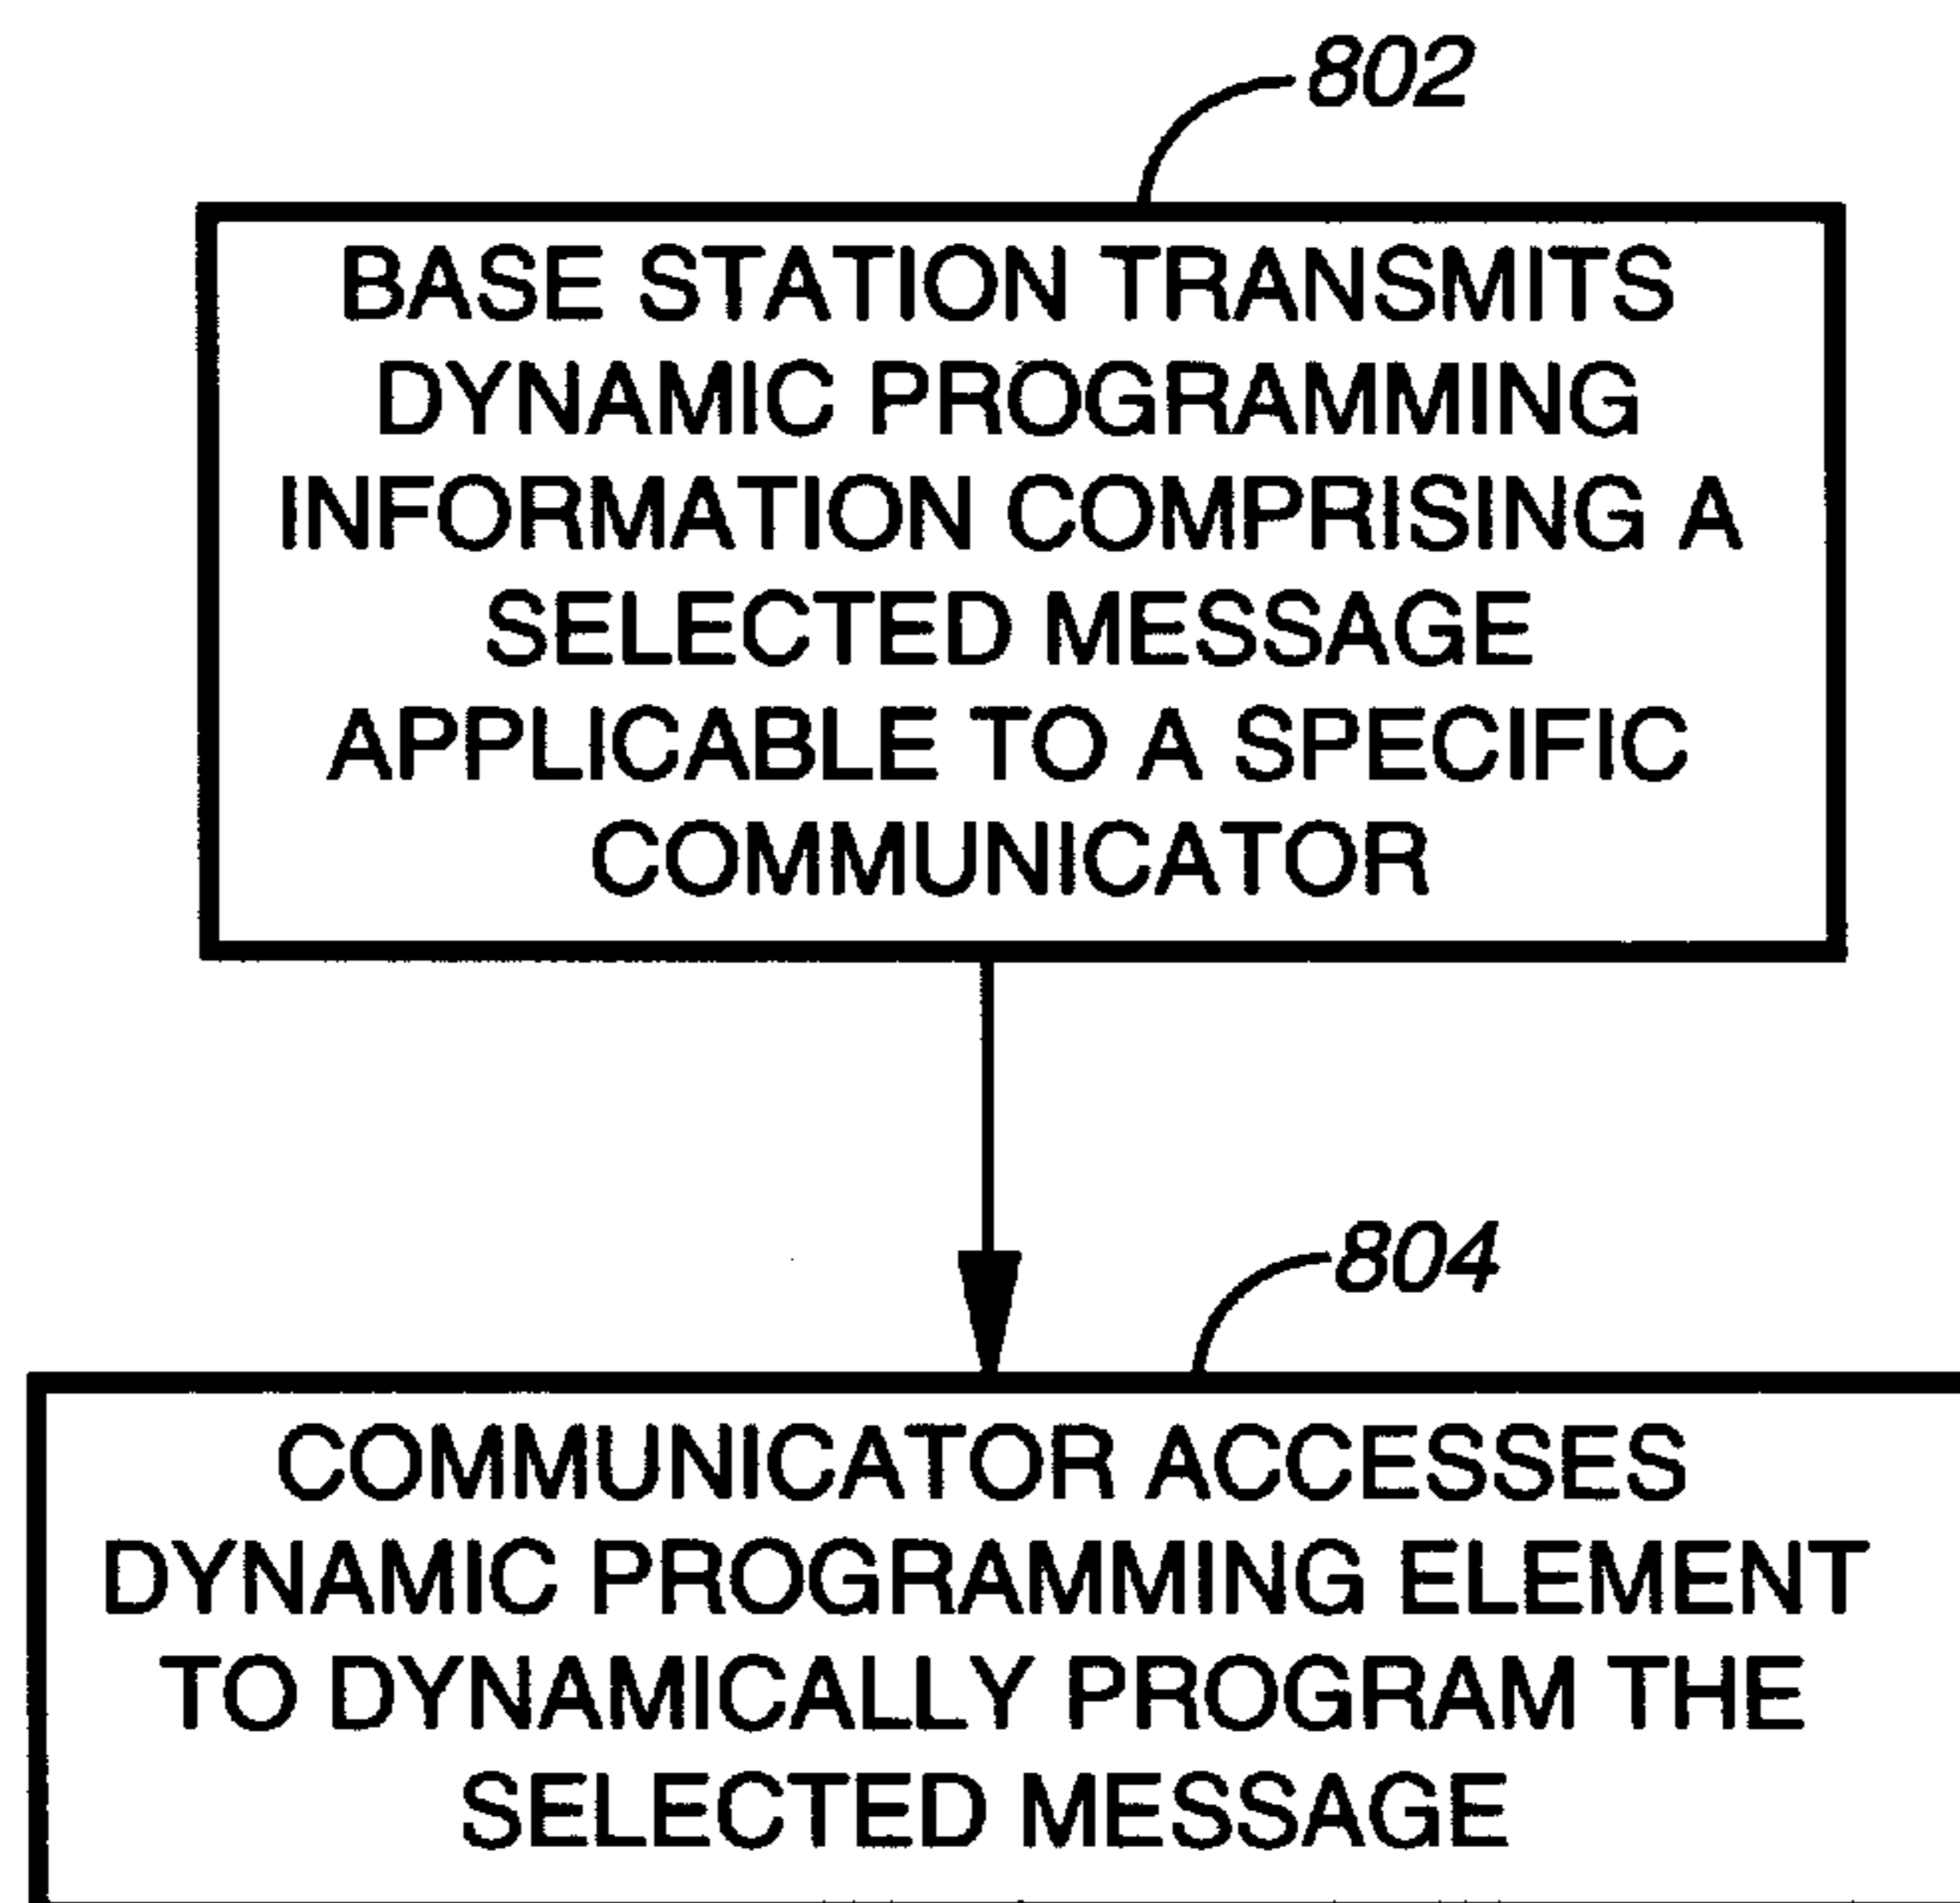 802
BASE STATION TRANSMITS
DYNAMIC PROGRAMMING
INFORMATION COMPRISING A
SELECTED MESSAGE
APPLICABLE TO A SPECIFIC
COMMUNICATOR
804
COMMUNICATOR ACCESSES
DYNAMIC PROGRAMMING ELEMENT
TO DYNAMICALLY PROGRAM THE
SELECTED MESSAGE